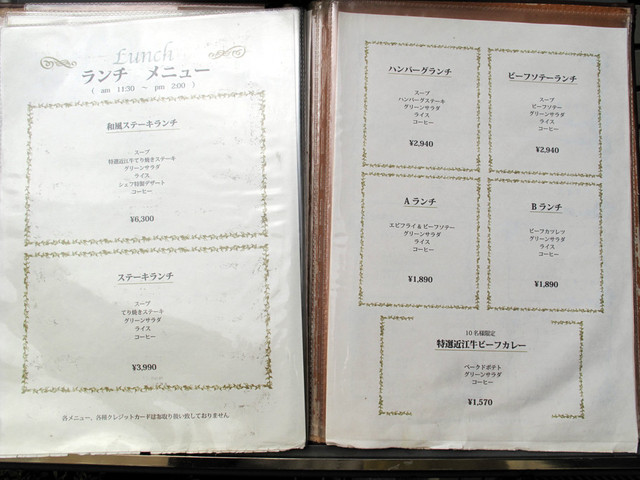 Lunch
ランチ メニュー
( am 11:30 ～ pm 2:00 )
和風ステーキランチ
スープ
特選近江牛てり焼きステーキ
グリーンサラダ
ライス
シェフ特製デザート
コーヒー
¥6,300
ステーキランチ
スープ
てり焼きステーキ
グリーンサラダ
ライス
コーヒー
¥3,990
各メニュー、各種クレジットカードはお取り扱い致しておりません
ハンバーグランチ
スープ
ハンバーグステーキ
グリーンサラダ
ライス
コーヒー
¥2,940
ビーフソテーランチ
スープ
ビーフソテー
グリーンサラダ
ライス
コーヒー
¥2,940
Aランチ
エビフライ&ビーフソテー
グリーンサラダ
ライス
コーヒー
¥1,890
Bランチ
ビーフカツレツ
グリーンサラダ
ライス
コーヒー
¥1,890
10名様限定
特選近江牛ビーフカレー
ベークドポテト
グリーンサラダ
コーヒー
¥1,570